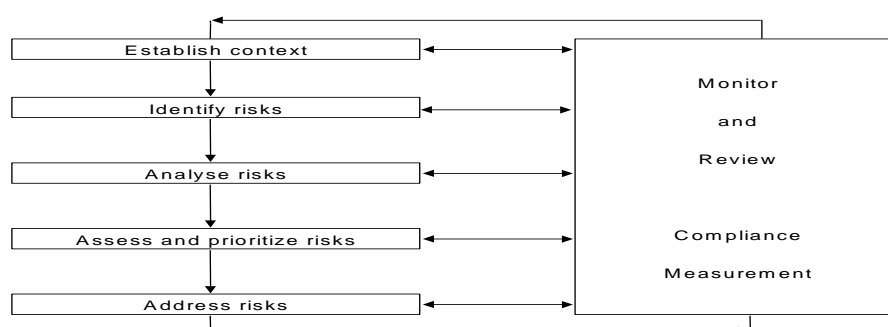 Establish context
Identify risks
Analyse risks
Assess and prioritize risks
Address risks
Monitor
and
Review
Compliance
Measurement